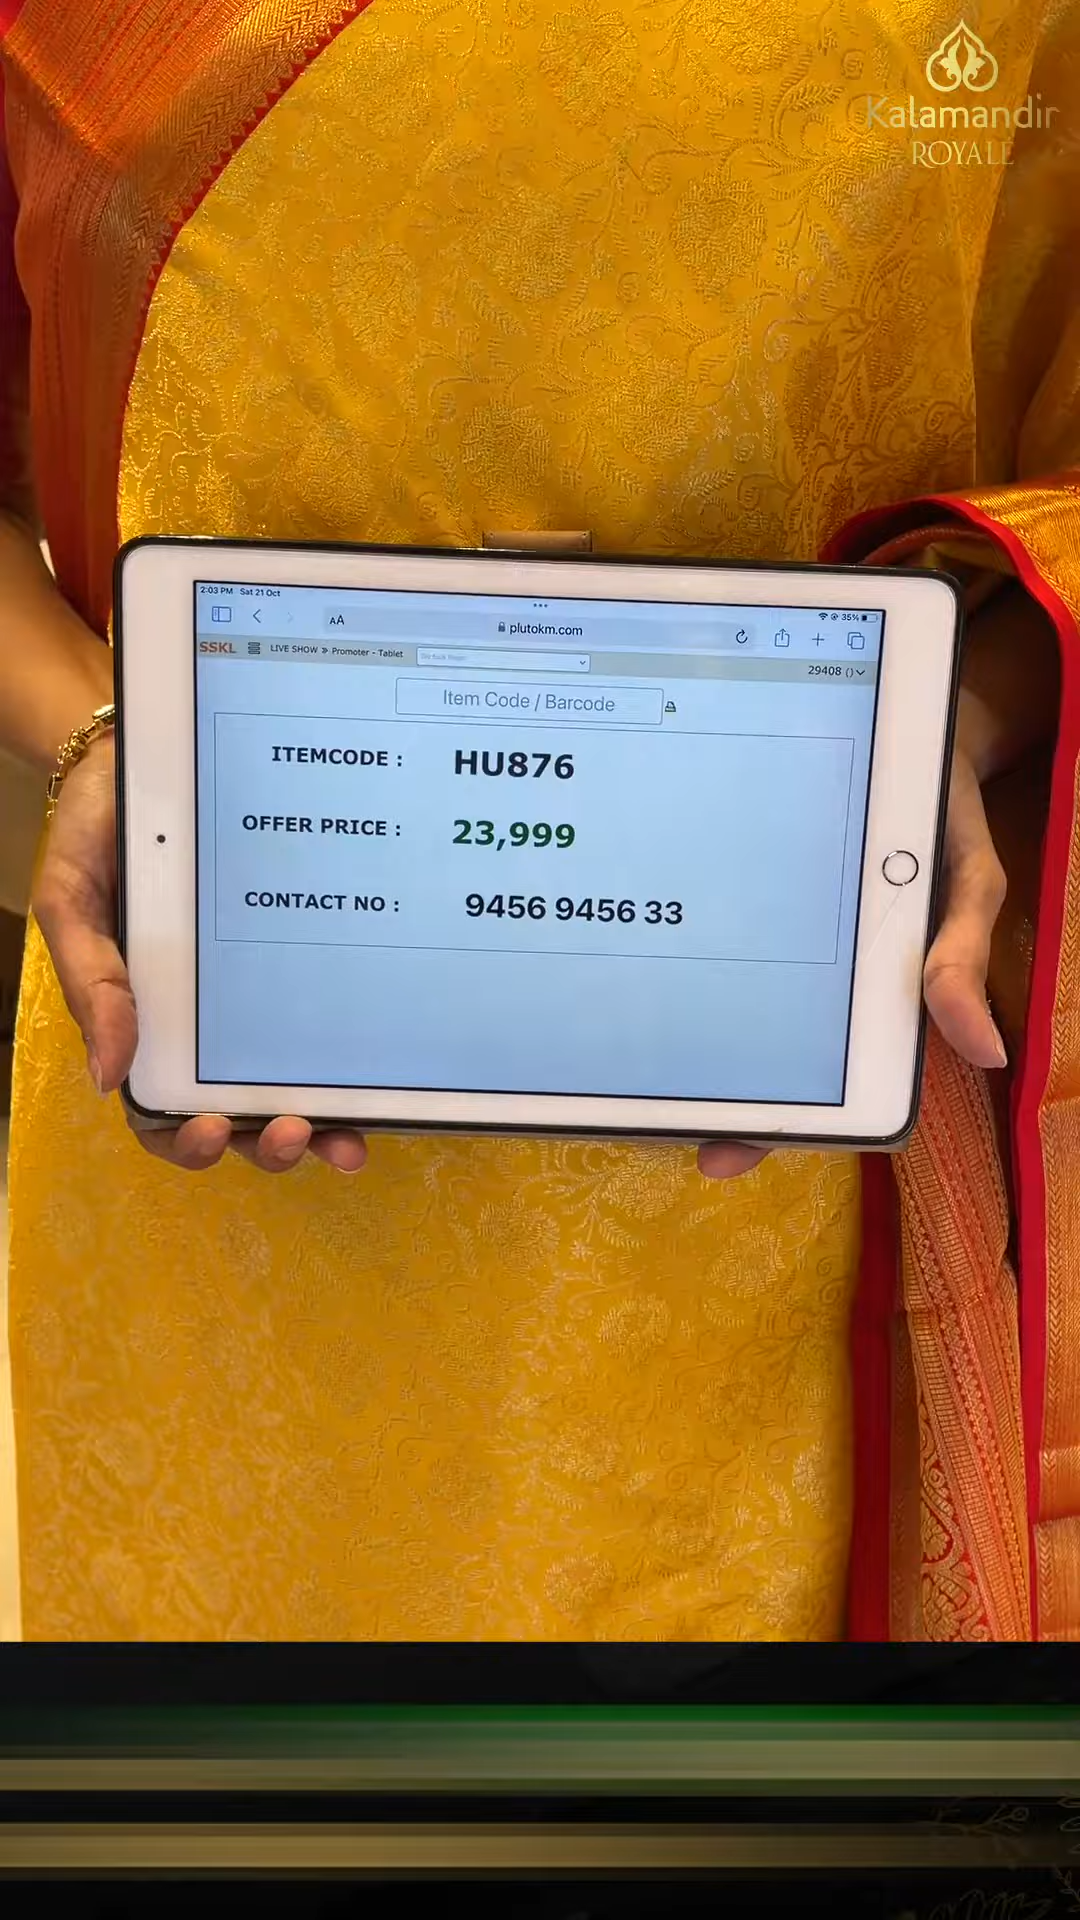 Kalamandir
ROYALE
2:03 PM Sat 21 Oct
35%
AA
plutokm.com
SSKL
LIVE SHOW » Promoter - Tablet
29408 ()
Item Code / Barcode
ITEMCODE : HU876
OFFER PRICE : 23,999
CONTACT NO : 9456 9456 33